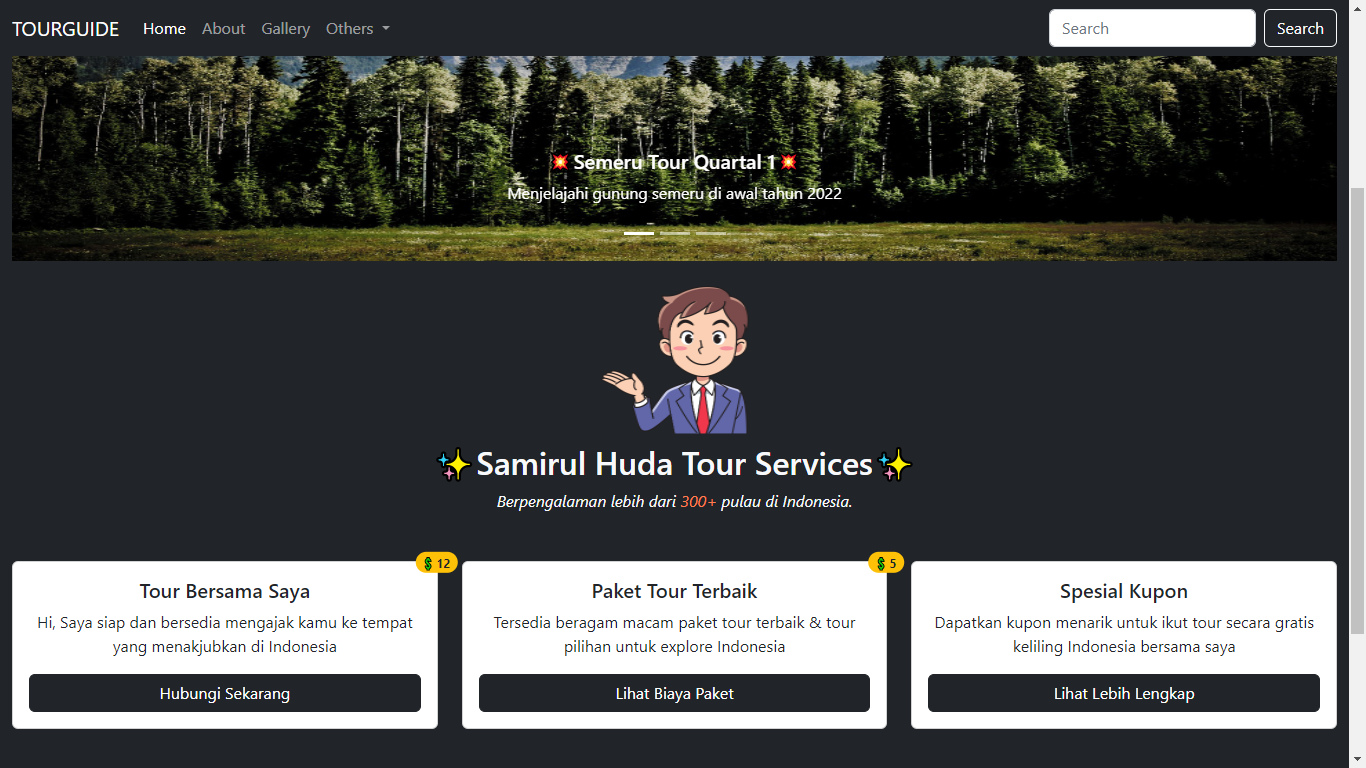 TOURGUIDE Home About Gallery Others Search Search
💥 Semeru Tour Quartal 1 💥
Menjelajahi gunung semeru di awal tahun 2022
✨Samirul Huda Tour Services✨
Berpengalaman lebih dari 300+ pulau di Indonesia.
💲 12
Tour Bersama Saya
Hi, Saya siap dan bersedia mengajak kamu ke tempat
yang menakjubkan di Indonesia
Hubungi Sekarang
💲 5
Paket Tour Terbaik
Tersedia beragam macam paket tour terbaik & tour
pilihan untuk explore Indonesia
Lihat Biaya Paket
Spesial Kupon
Dapatkan kupon menarik untuk ikut tour secara gratis
keliling Indonesia bersama saya
Lihat Lebih Lengkap